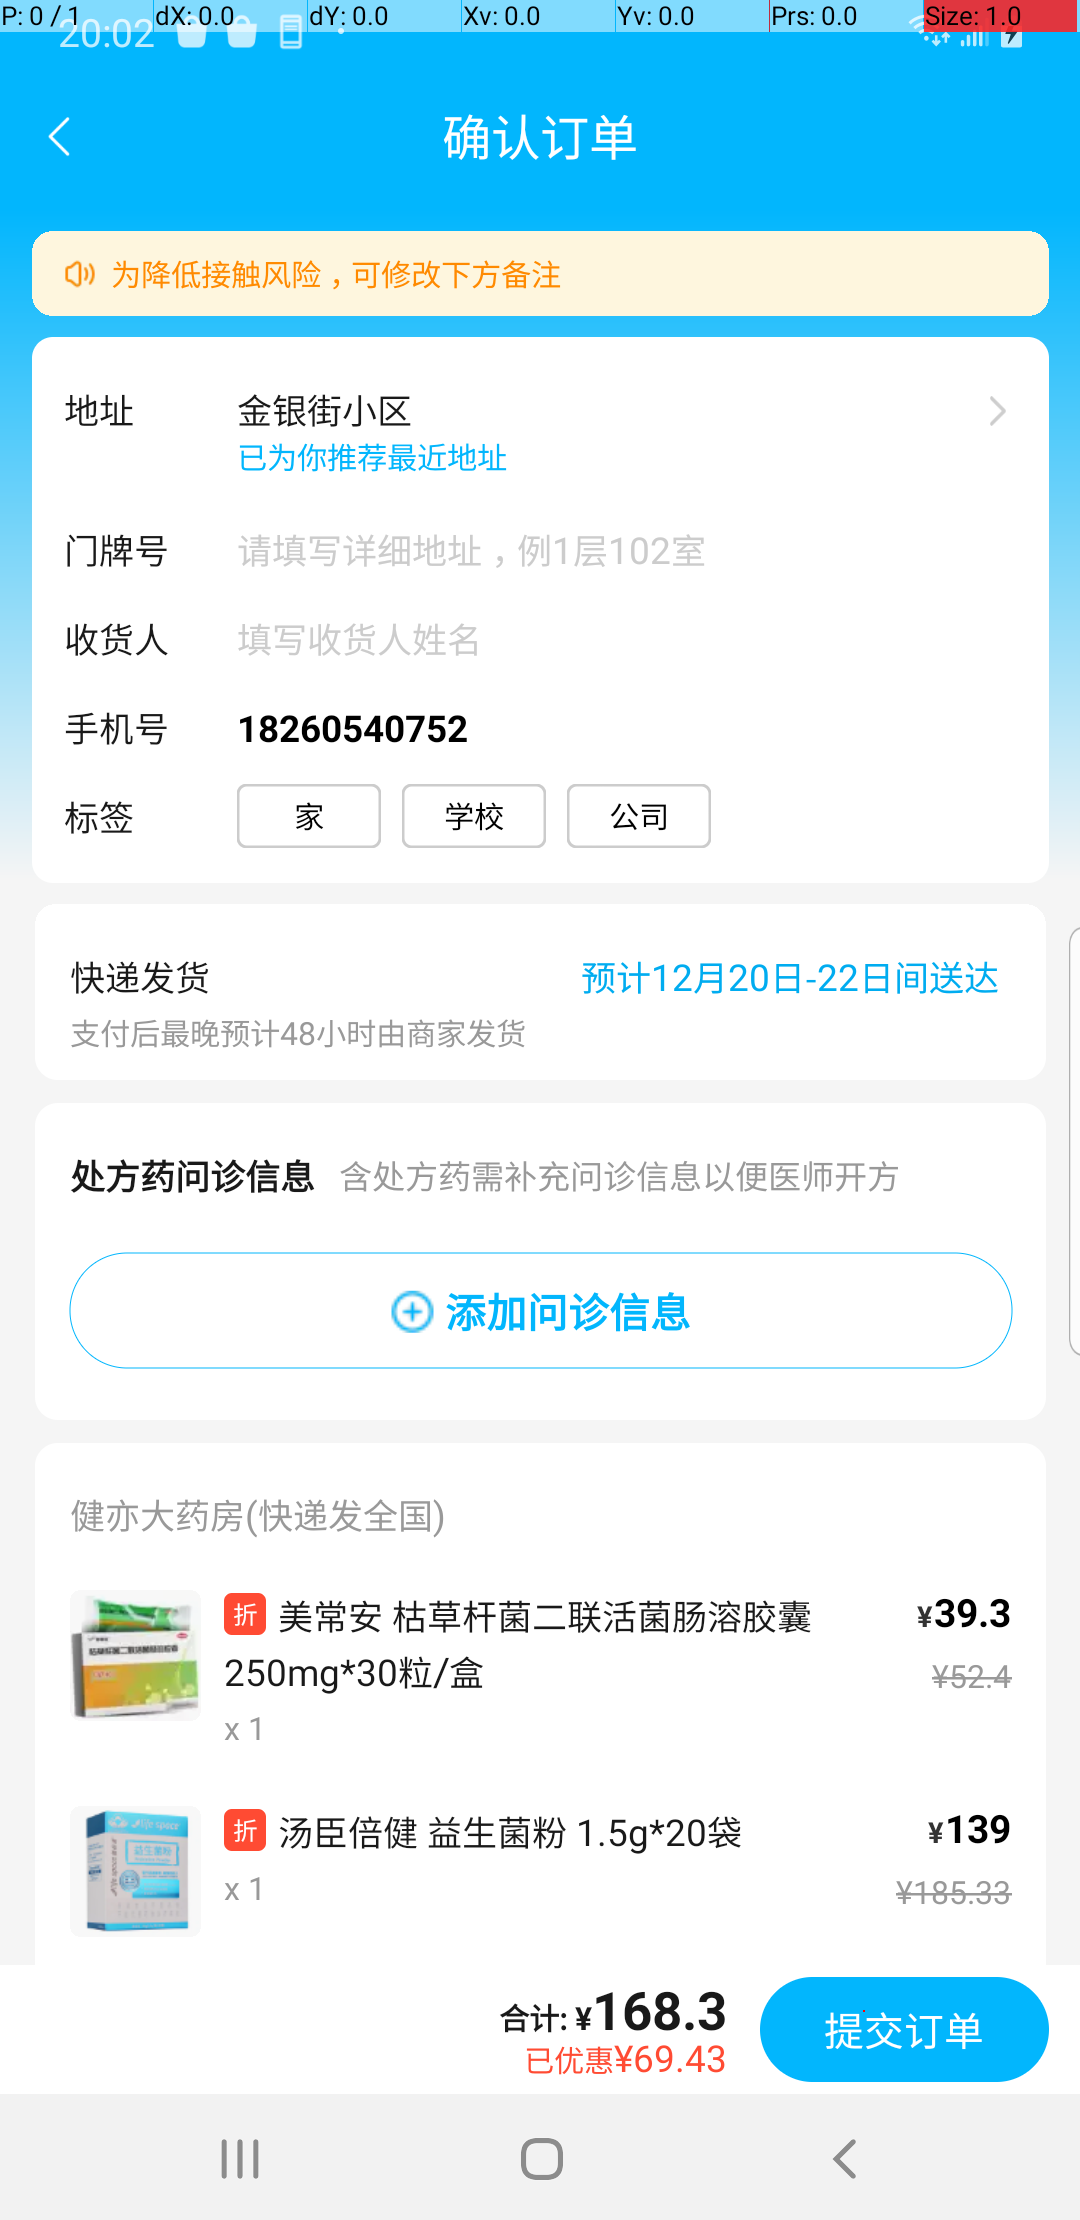 P: 0 / 1 dX: 0.0 dY: 0.0 Xv: 0.0 Yv: 0.0 Prs: 0.0 Size: 1.0
20:02
确认订单
为降低接触风险，可修改下方备注
地址 金银街小区
已为你推荐最近地址
门牌号 请填写详细地址，例1层102室
收货人 填写收货人姓名
手机号 18260540752
标签 家 学校 公司
快递发货 预计12月20日-22日间送达
支付后最晚预计48小时由商家发货
处方药问诊信息 含处方药需补充问诊信息以便医师开方
添加问诊信息
健亦大药房(快递发全国)
折 美常安 枯草杆菌二联活菌肠溶胶囊 ¥39.3
250mg*30粒/盒 ¥52.4
x 1
折 汤臣倍健 益生菌粉 1.5g*20袋 ¥139
x 1 ¥185.33
life space
益生菌粉
合计: ¥168.3
已优惠¥69.43
提交订单